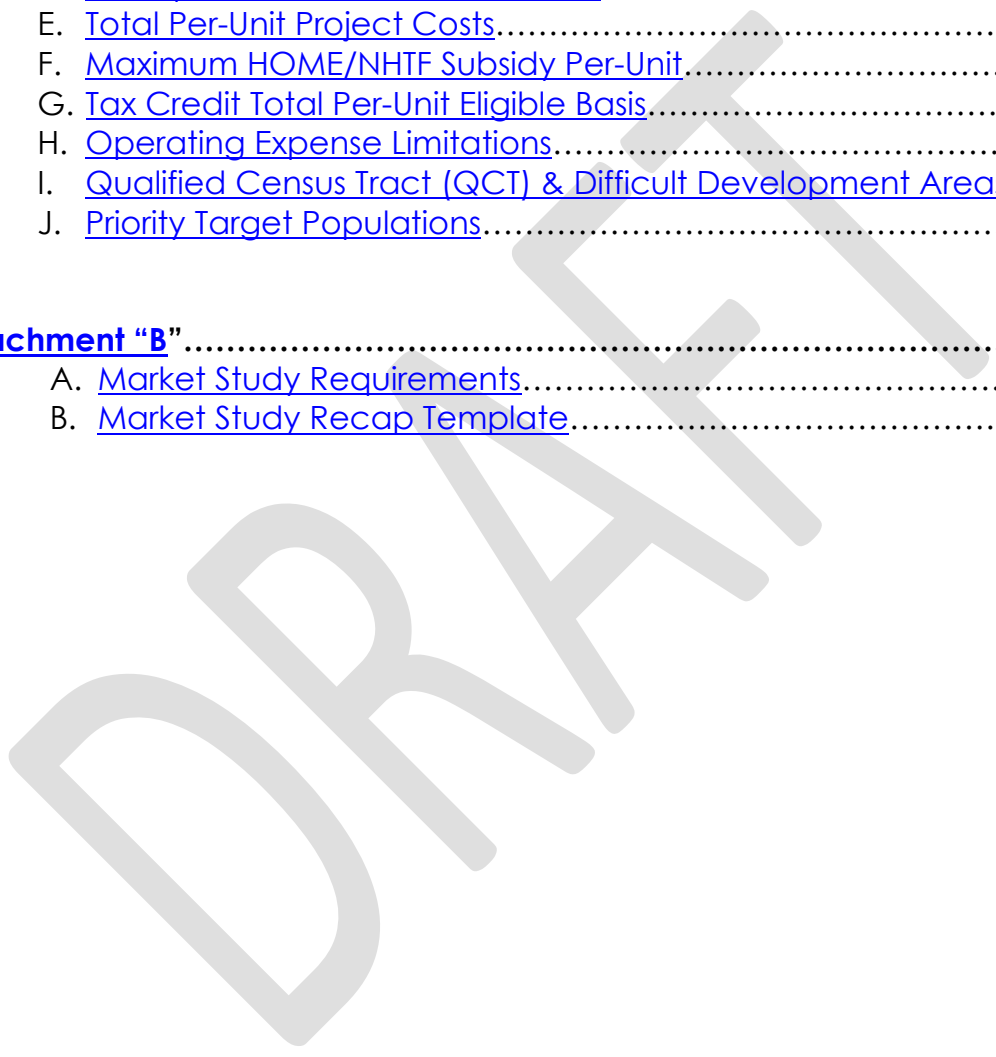 E. Total Per-Unit Project Costs……………………………………………
F. Maximum HOME/NHTF Subsidy Per-Unit…………………………
G. Tax Credit Total Per-Unit Eligible Basis……………………………
H. Operating Expense Limitations………………………………………
I. Qualified Census Tract (QCT) & Difficult Development Areas
J. Priority Target Populations……………………………………………
"B"……………………………………………………………………
A. Market Study Requirements…………………………………………
B. Market Study Recap Template……………………………………
DRAFT